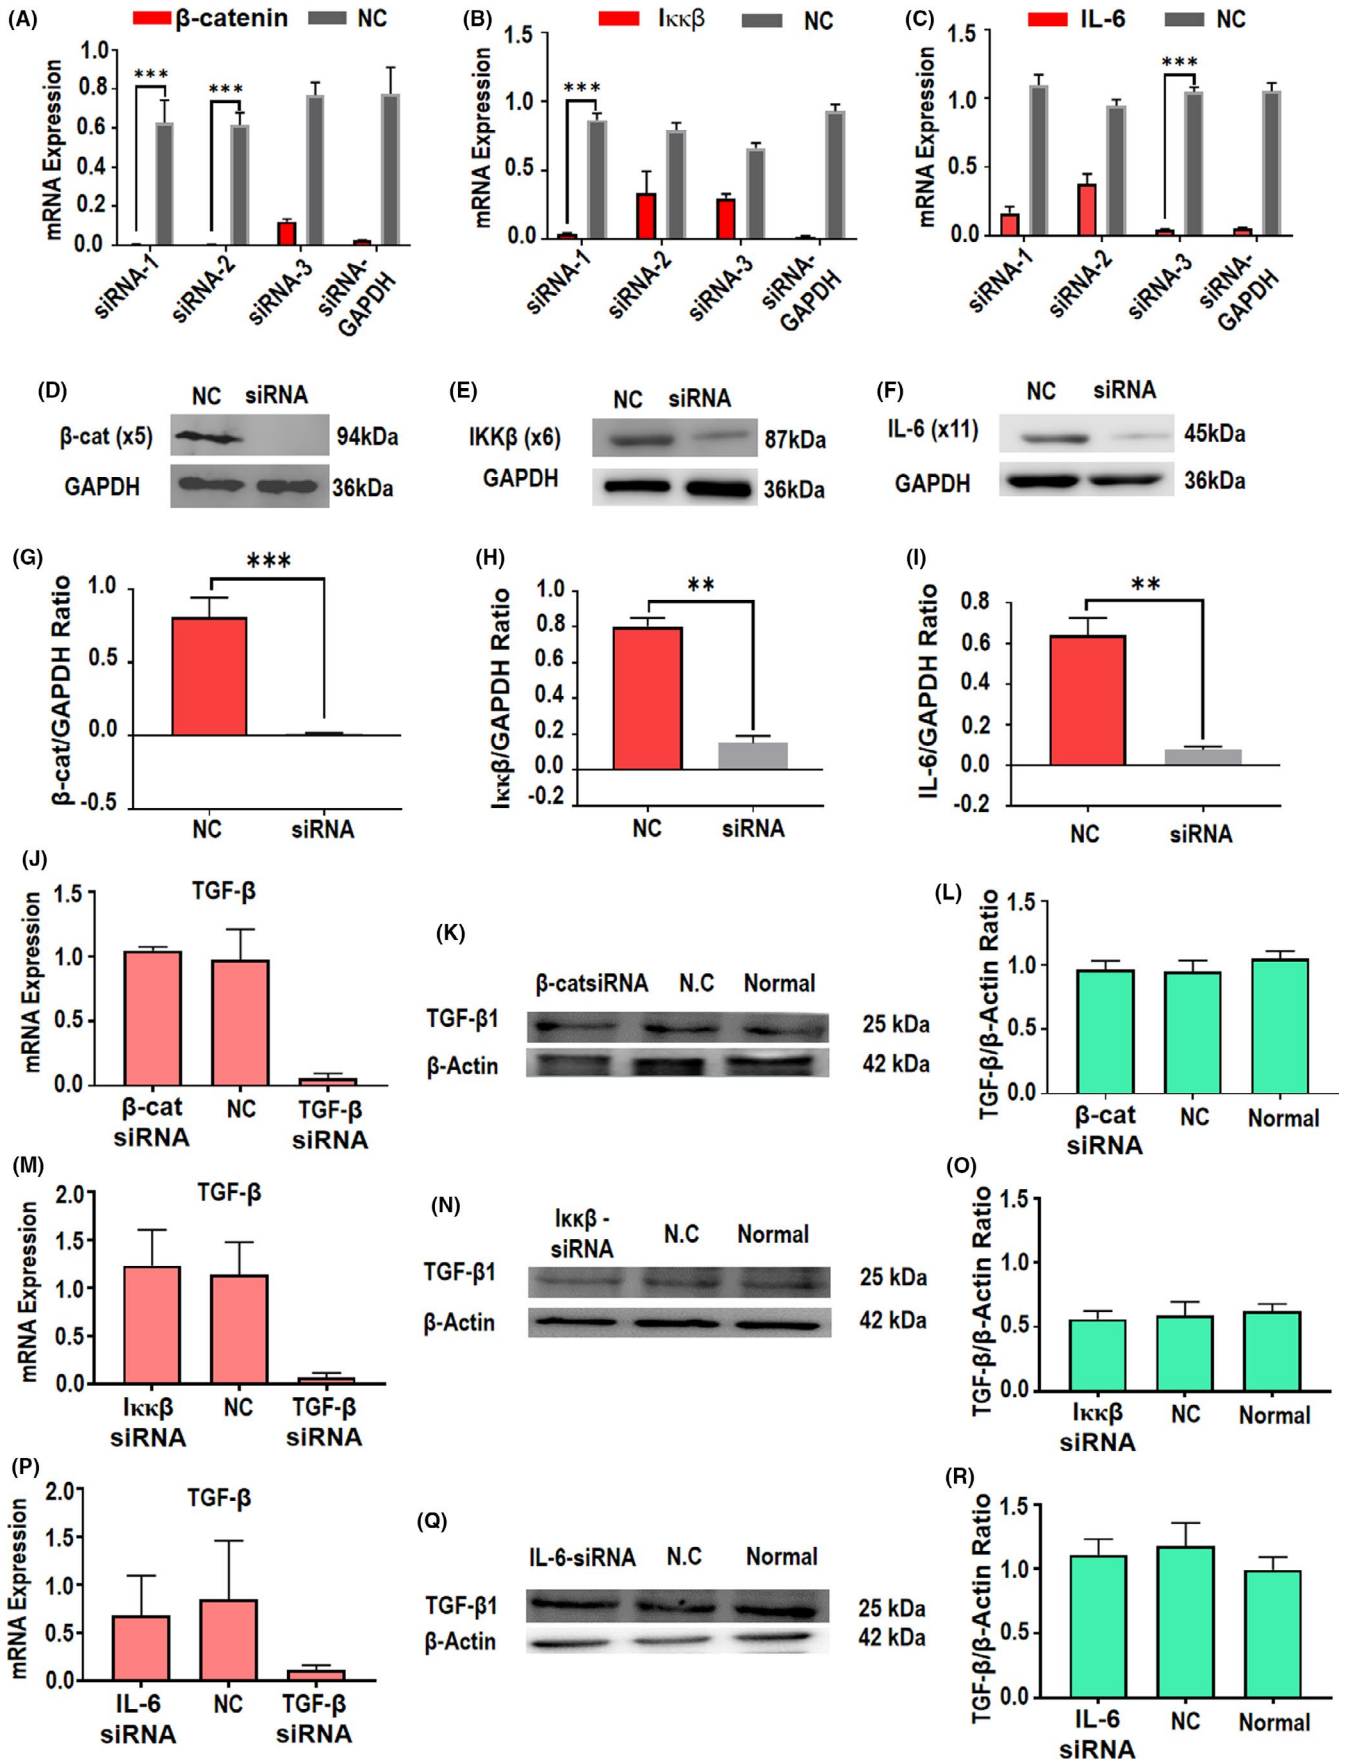 (A)
β-catenin NC
mRNA Expression
1.0
0.8
0.6
0.4
0.2
0.0
***
***
siRNA-1
siRNA-2
siRNA-3
siRNA-
GAPDH
(B)
Iκκβ NC
mRNA Expression
1.5
1.0
0.5
0.0
***
siRNA-1
siRNA-2
siRNA-3
siRNA-
GAPDH
(C)
IL-6 NC
mRNA Expression
1.5
1.0
0.5
0.0
***
siRNA-1
siRNA-2
siRNA-3
siRNA-
GAPDH
(D)
NC siRNA
β-cat (x5) 94kDa
GAPDH 36kDa
(E)
NC siRNA
IKKβ (x6) 87kDa
GAPDH 36kDa
(F)
NC siRNA
IL-6 (x11) 45kDa
GAPDH 36kDa
(G)
β-cat/GAPDH Ratio
1.0
0.5
0.0
-0.5
***
NC siRNA
(H)
Iκκβ/GAPDH Ratio
1.0
0.8
0.6
0.4
0.2
0.0
-0.2
**
NC siRNA
(I)
IL-6/GAPDH Ratio
0.8
0.6
0.4
0.2
0.0
-0.2
**
NC siRNA
(J)
TGF-β
mRNA Expression
1.5
1.0
0.5
0.0
β-cat
siRNA
NC
TGF-β
siRNA
(K)
β-catsiRNA N.C Normal
TGF-β1 25 kDa
β-Actin 42 kDa
(L)
TGF-β/β-Actin Ratio
1.5
1.0
0.5
0.0
β-cat
siRNA
NC
Normal
(M)
TGF-β
mRNA Expression
2.0
1.5
1.0
0.5
0.0
Iκκβ
siRNA
NC
TGF-β
siRNA
(N)
Iκκβ -
siRNA
N.C Normal
TGF-β1 25 kDa
β-Actin 42 kDa
(O)
TGF-β/β-Actin Ratio
1.5
1.0
0.5
0.0
Iκκβ
siRNA
NC
Normal
(P)
TGF-β
mRNA Expression
2.0
1.5
1.0
0.5
0.0
IL-6
siRNA
NC
TGF-β
siRNA
(Q)
IL-6-siRNA N.C Normal
TGF-β1 25 kDa
β-Actin 42 kDa
(R)
TGF-β/β-Actin Ratio
1.5
1.0
0.5
0.0
IL-6
siRNA
NC
Normal